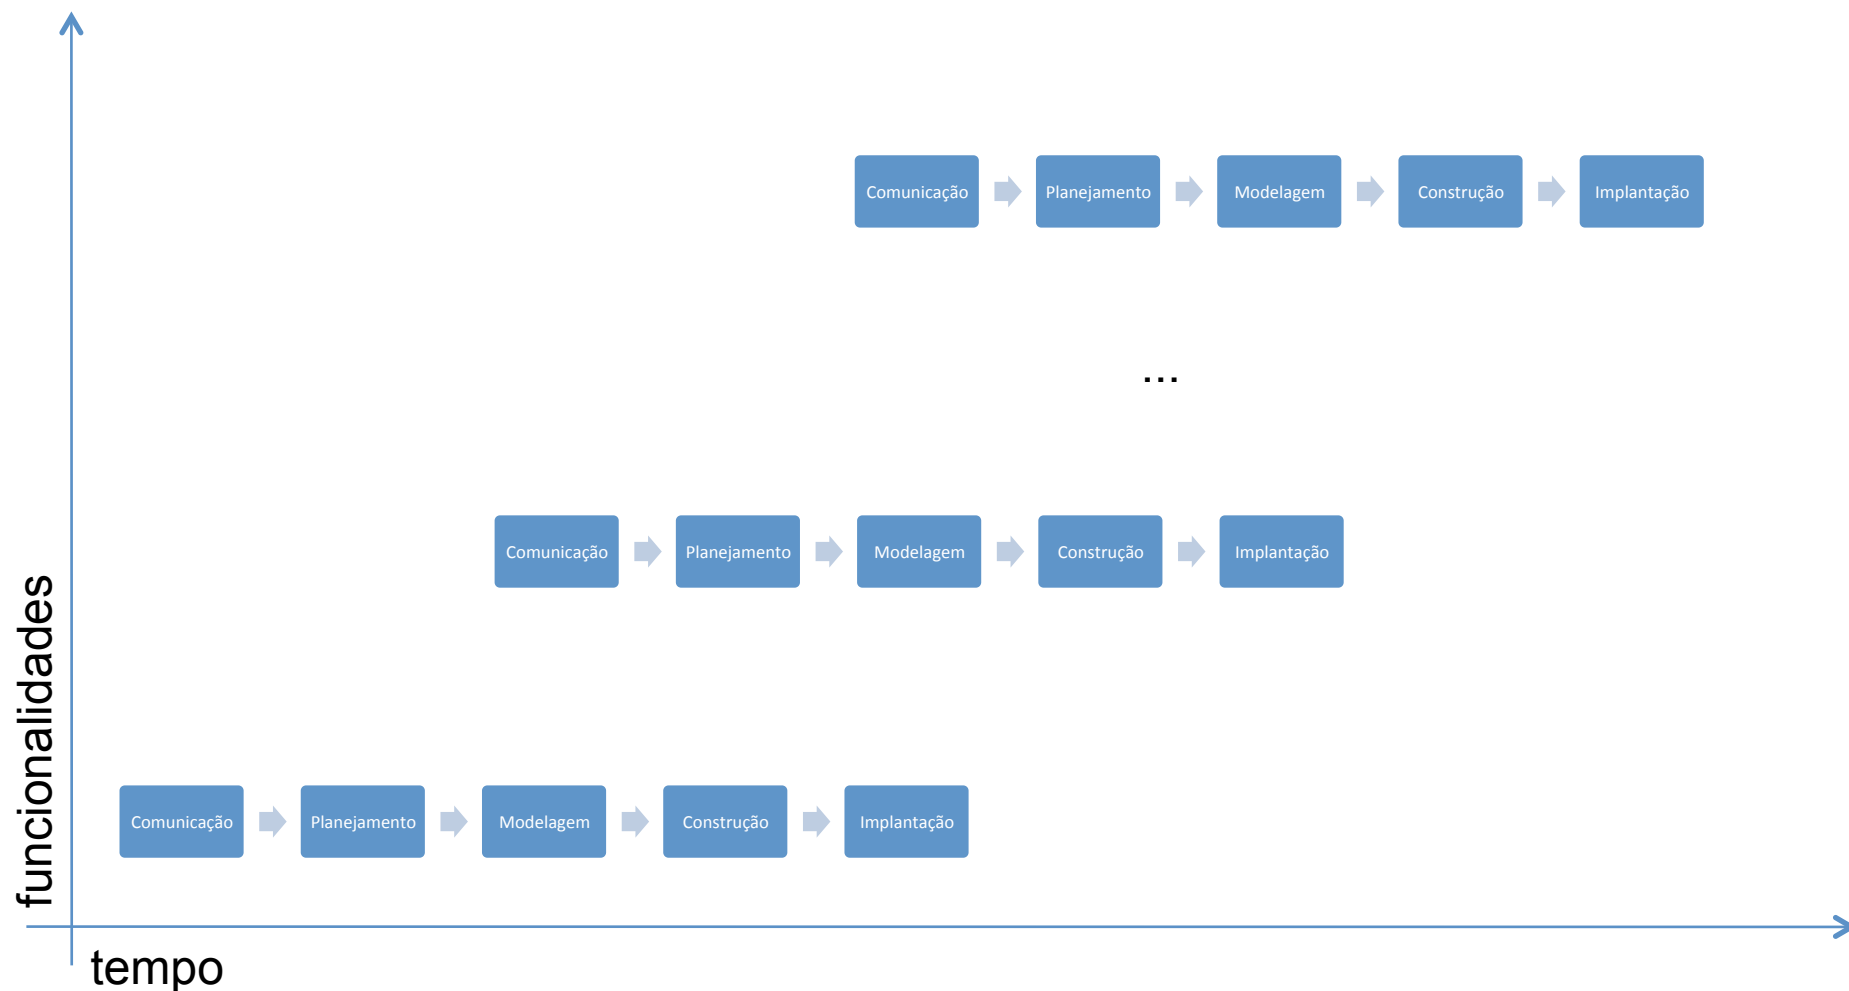 Comunicação Planejamento Modelagem Construção Implantação
...
Comunicação Planejamento Modelagem Construção Implantação
Comunicação Planejamento Modelagem Construção Implantação
funcionalidades
tempo